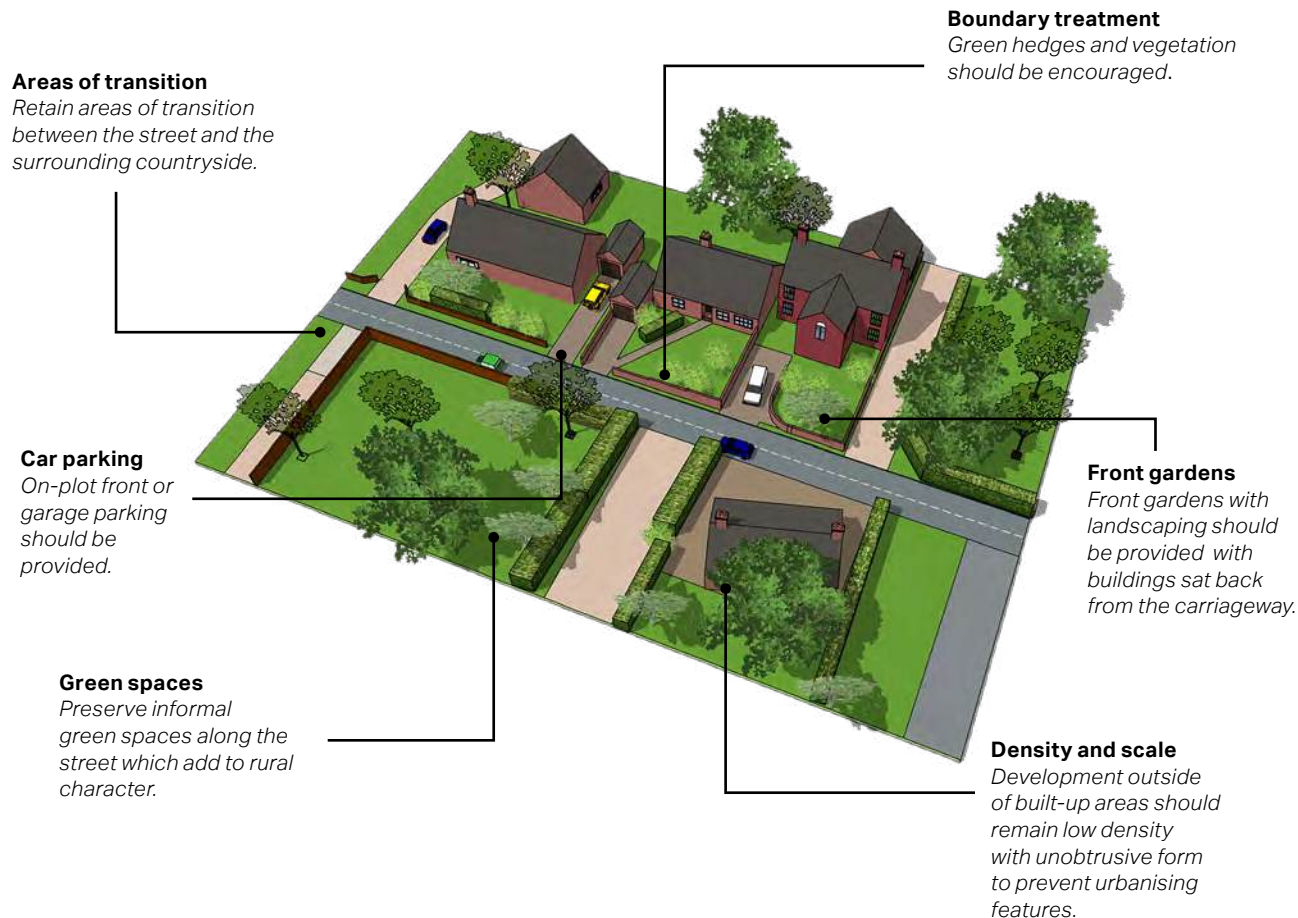 Boundary treatment
Green hedges and vegetation
should be encouraged.
Areas of transition
Retain areas of transition
between the street and the
surrounding countryside.
Car parking
On-plot front or
garage parking
should be
provided.
Front gardens
Front gardens with
landscaping should
be provided with
buildings sat back
from the carriageway.
Green spaces
Preserve informal
green spaces along the
street which add to rural
character.
Density and scale
Development outside
of built-up areas should
remain low density
with unobtrusive form
to prevent urbanising
features.